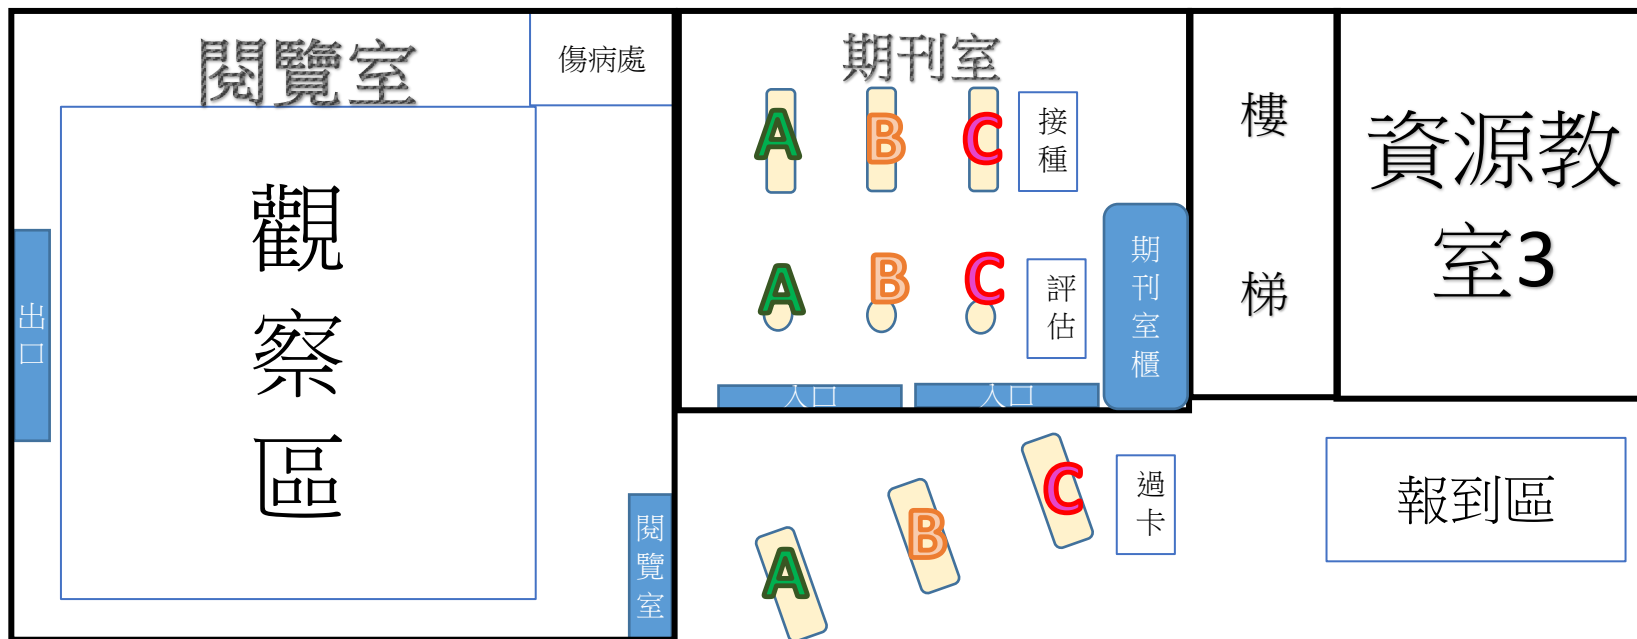 閱覽室
傷病處
觀
察
區
出
口
閱
覽
室
期刊室
A
B
C
接
種
A
B
C
評
估
期
刊
室
櫃
入口
入口
樓
梯
資源教
室3
A
B
C
過
卡
報到區